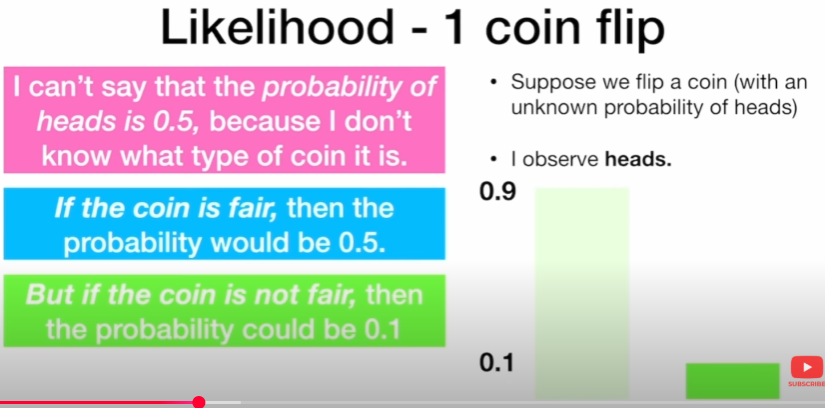 Likelihood - 1 coin flip
I can't say that the probability of
heads is 0.5, because I don't
know what type of coin it is.
If the coin is fair, then the
probability would be 0.5.
But if the coin is not fair, then
the probability could be 0.1
• Suppose we flip a coin (with an
unknown probability of heads)
• I observe heads.
0.9
0.1
SUBSCRIBE